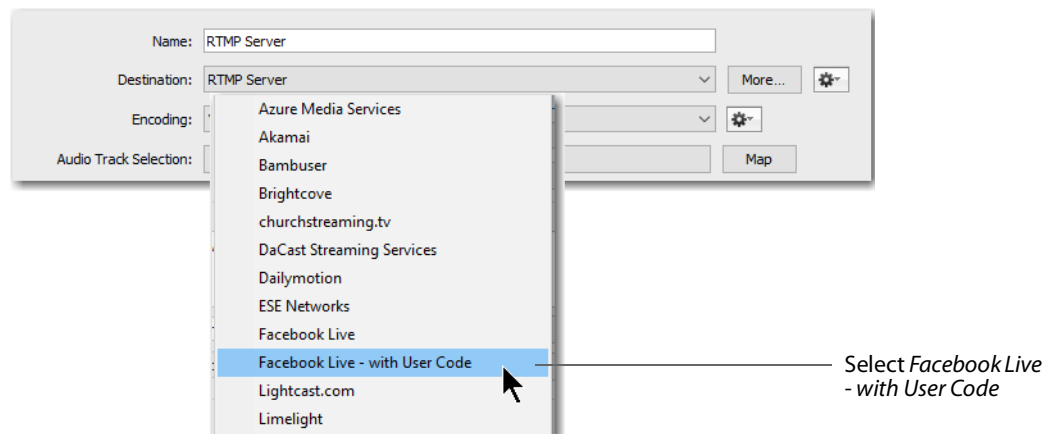 Name: RTMP Server
Destination: RTMP Server More...
Encoding:
Audio Track Selection: Map
Azure Media Services
Akamai
Bambuser
Brightcove
churchstreaming.tv
DaCast Streaming Services
Dailymotion
ESE Networks
Facebook Live
Facebook Live - with User Code
Lightcast.com
Limelight
Select Facebook Live
- with User Code